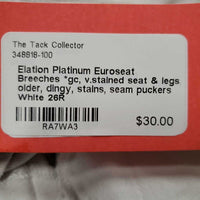 The Tack Collector
348818-100
Elation Platinum Euroseat
Breeches *gc, v.stained seat & legs
older, dingy, stains, seam puckers
White 26R
RA7WA3
$30.00